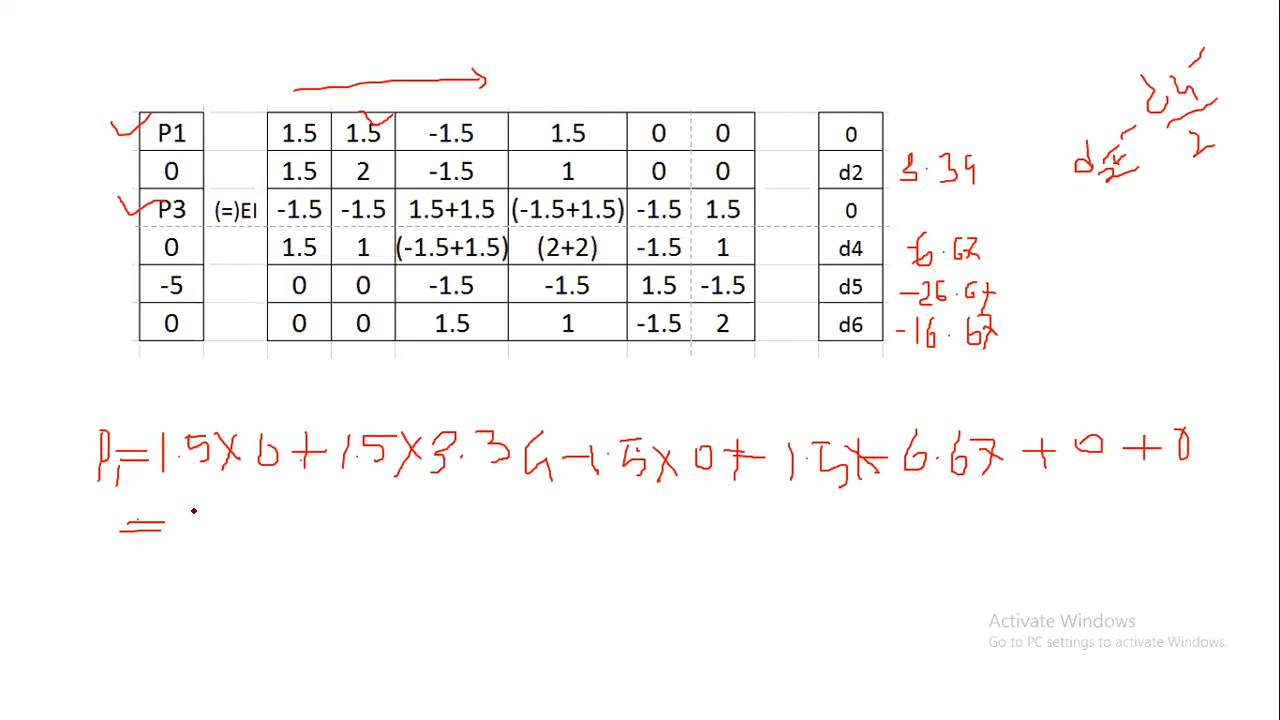 P1 1.5 1.5 -1.5 1.5 0 0 0
0 1.5 2 -1.5 1 0 0 d2 3.34
P3 (=)EI -1.5 -1.5 1.5+1.5 (-1.5+1.5) -1.5 1.5 0
0 1.5 1 (-1.5+1.5) (2+2) -1.5 1 d4 -6.67
-5 0 0 -1.5 -1.5 1.5 -1.5 d5 -26.67
0 0 0 1.5 1 -1.5 2 d6 -16.67
P1=1.5×0+1.5×3.34-1.5×0+1.5×-6.67+0+0
=
Activate Windows
Go to PC settings to activate Windows.